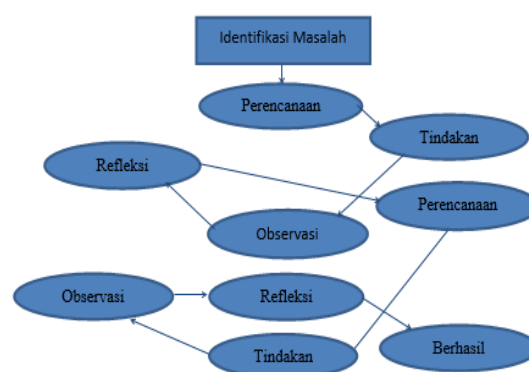 Identifikasi Masalah
Perencanaan
Tindakan
Refleksi
Perencanaan
Observasi
Observasi
Refleksi
Tindakan
Berhasil